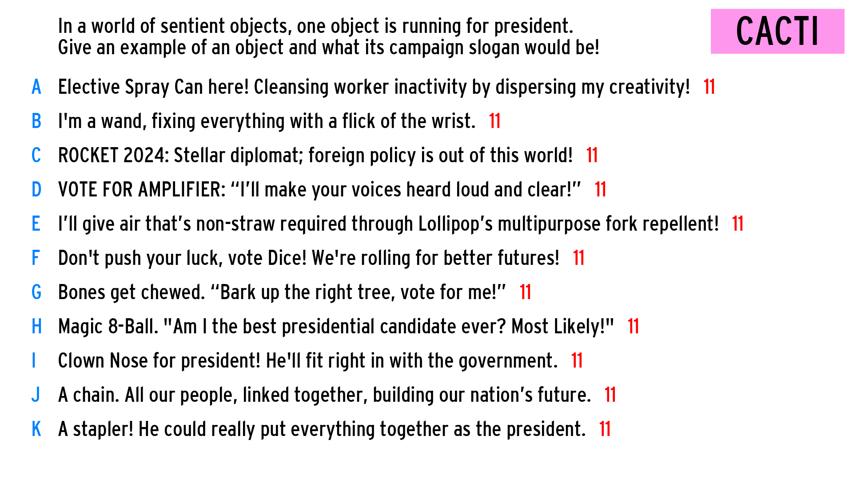 In a world of sentient objects, one object is running for president.
Give an example of an object and what its campaign slogan would be!
CACTI
A Elective Spray Can here! Cleansing worker inactivity by dispersing my creativity! 11
B I'm a wand, fixing everything with a flick of the wrist. 11
C ROCKET 2024: Stellar diplomat; foreign policy is out of this world! 11
D VOTE FOR AMPLIFIER: “I’ll make your voices heard loud and clear!” 11
E I’ll give air that’s non-straw required through Lollipop’s multipurpose fork repellent! 11
F Don't push your luck, vote Dice! We're rolling for better futures! 11
G Bones get chewed. “Bark up the right tree, vote for me!” 11
H Magic 8-Ball. "Am I the best presidential candidate ever? Most Likely!" 11
I Clown Nose for president! He'll fit right in with the government. 11
J A chain. All our people, linked together, building our nation’s future. 11
K A stapler! He could really put everything together as the president. 11